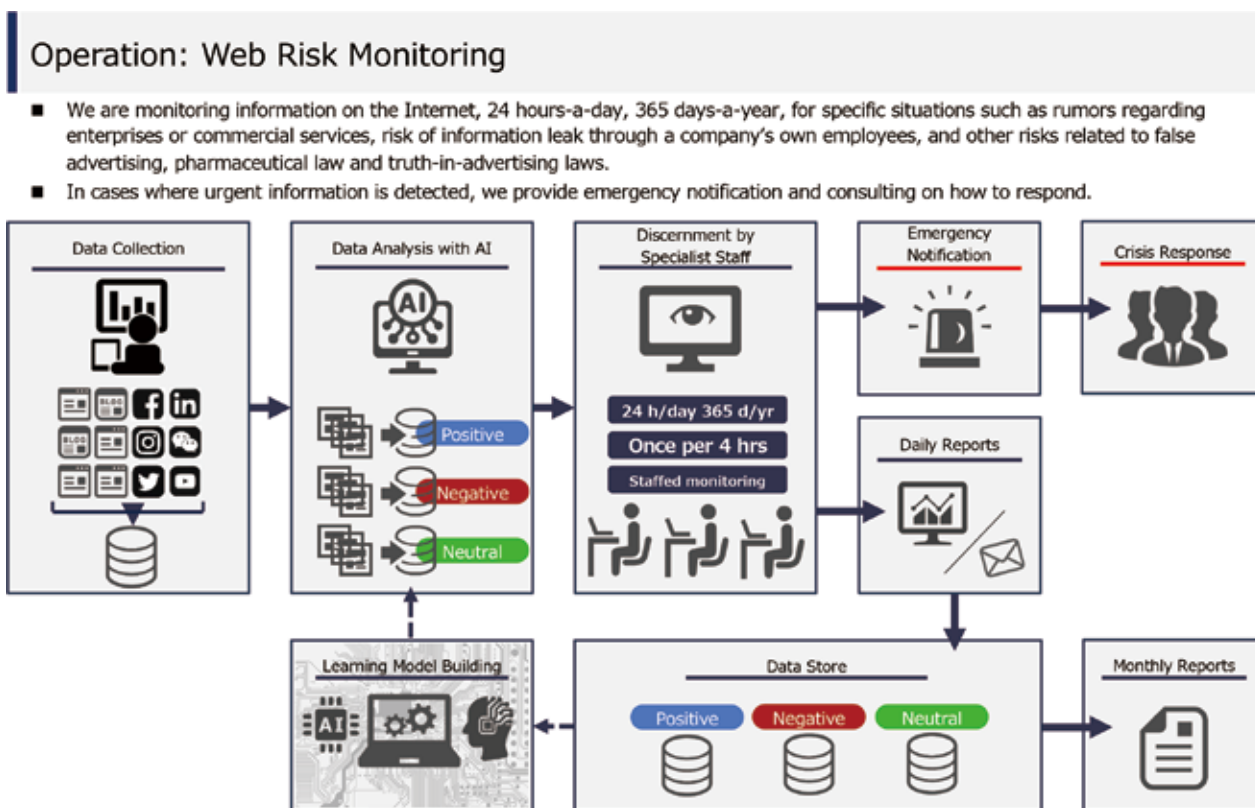 Operation: Web Risk Monitoring
■ We are monitoring information on the Internet, 24 hours-a-day, 365 days-a-year, for specific situations such as rumors regarding
enterprises or commercial services, risk of information leak through a company's own employees, and other risks related to false
advertising, pharmaceutical law and truth-in-advertising laws.
■ In cases where urgent information is detected, we provide emergency notification and consulting on how to respond.
Data Collection
BLOG
BLOG
Data Analysis with AI
AI
Positive
Negative
Neutral
Discernment by
Specialist Staff
24 h/day 365 d/yr
Once per 4 hrs
Staffed monitoring
Emergency
Notification
Crisis Response
Daily Reports
Learning Model Building
AI
Data Store
Positive
Negative
Neutral
Monthly Reports